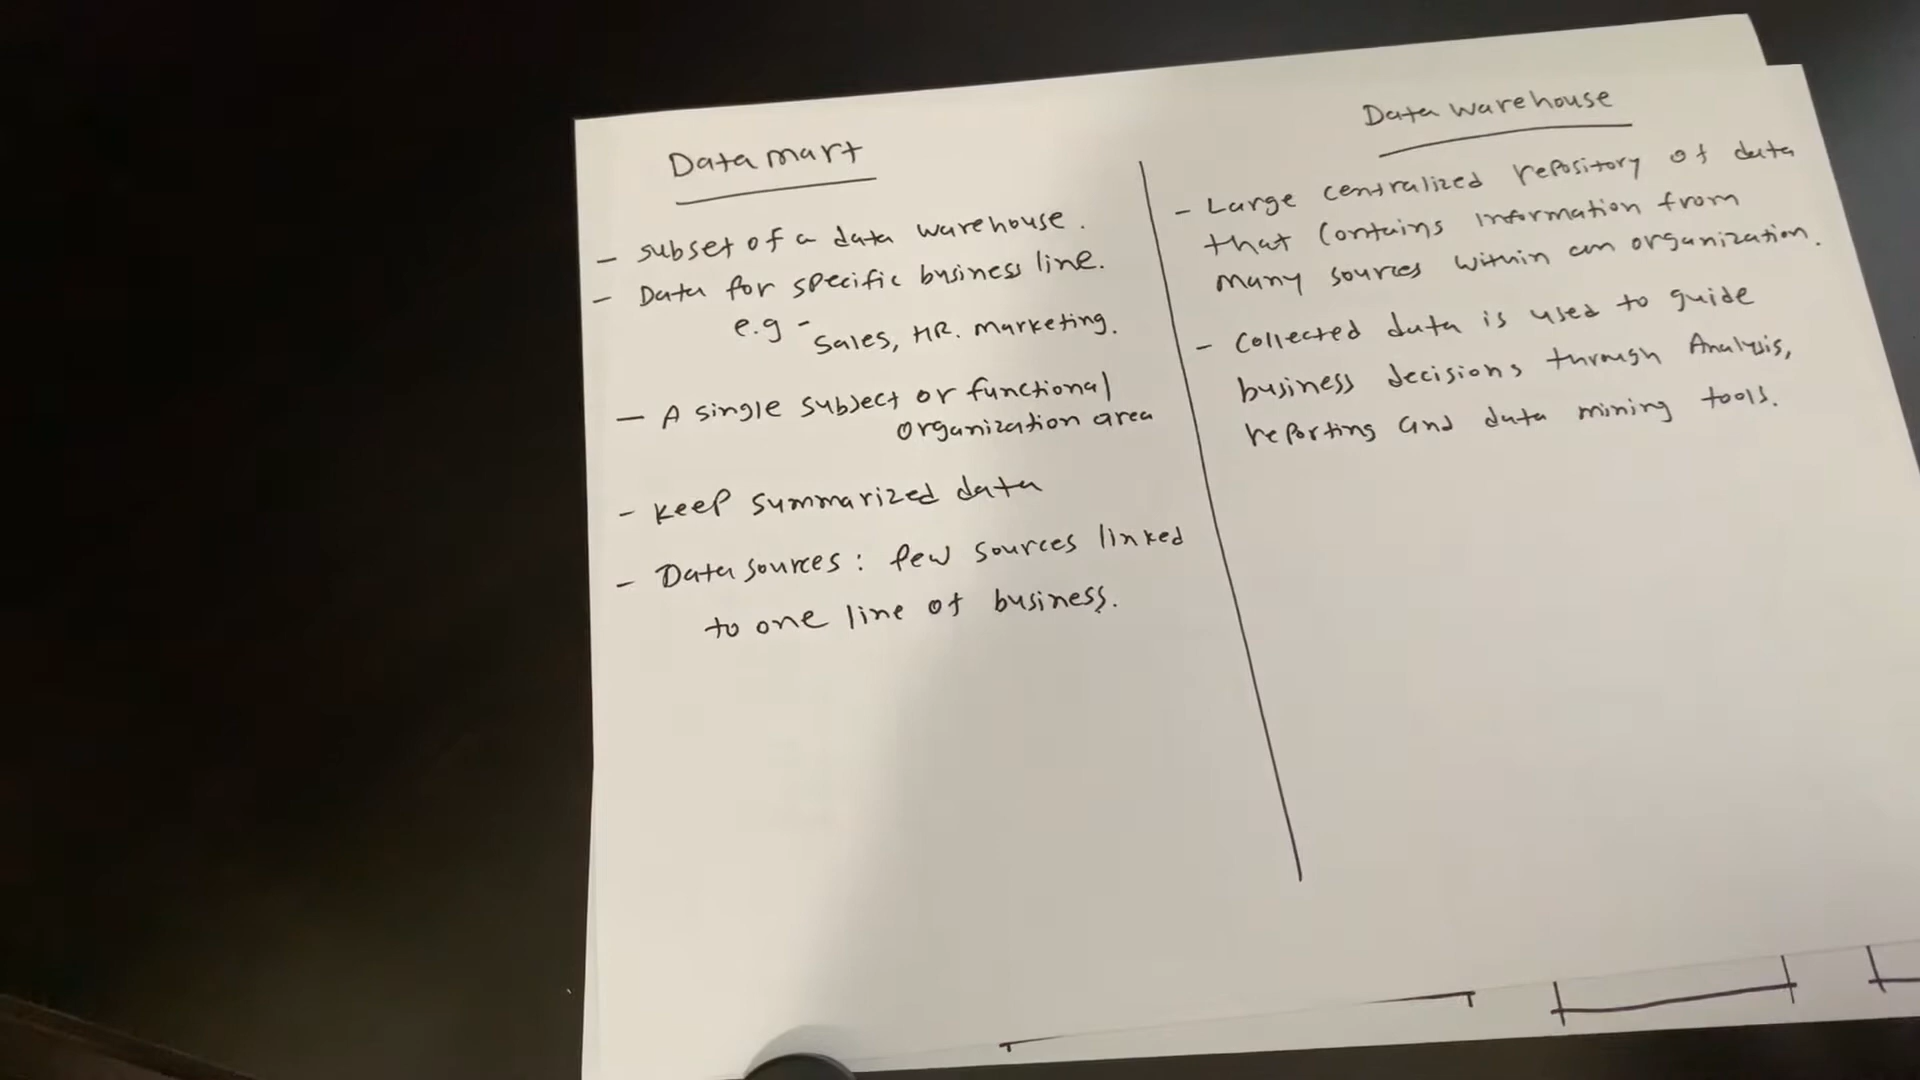 Data mart
- subset of a data warehouse.
- Data for specific business line.
e.g -
Sales, HR. marketing.
- A single subject or functional
organization area
- keep summarized data
- Data sources : few sources linked
to one line of business.
Data warehouse
- Large centralized repository of data
that contains information from
many sources within an organization.
- Collected data is used to guide
business decisions through Analysis,
reporting and data mining tools.